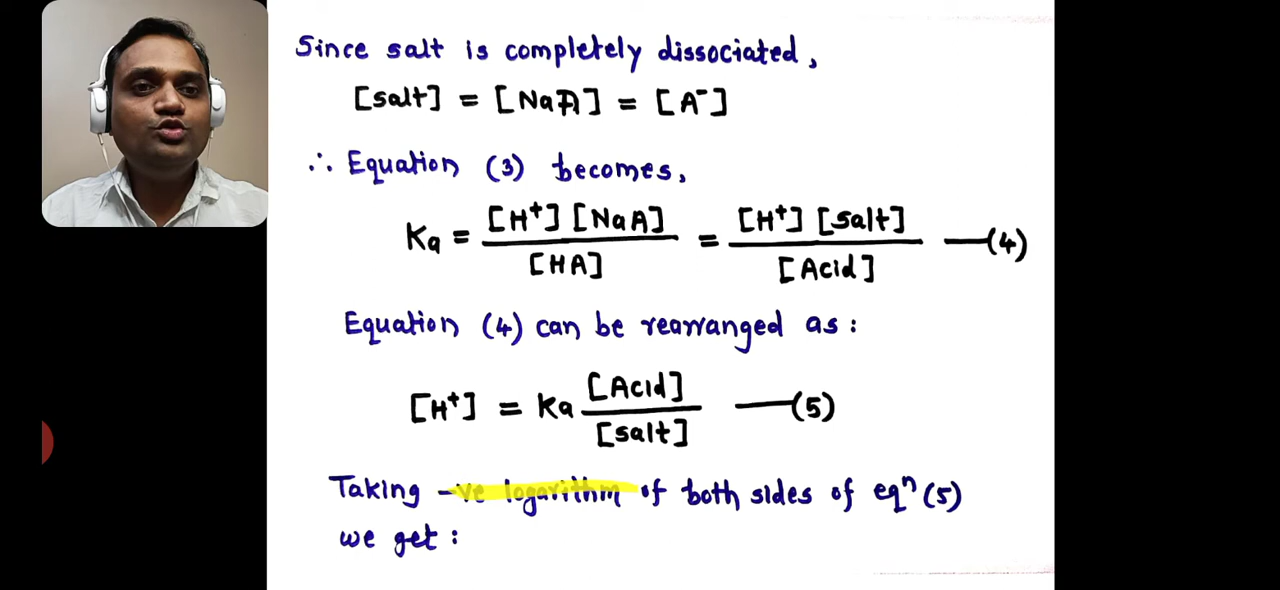 Since salt is completely dissociated,
[salt] = [NaA] = [A⁻]
∴ Equation (3) becomes,
Ka = [H⁺] [NaA] / [HA] = [H⁺] [salt] / [Acid] —(4)
Equation (4) can be rearranged as :
[H⁺] = Ka [Acid] / [salt] —(5)
Taking -ve logarithm of both sides of eqⁿ (5)
we get :